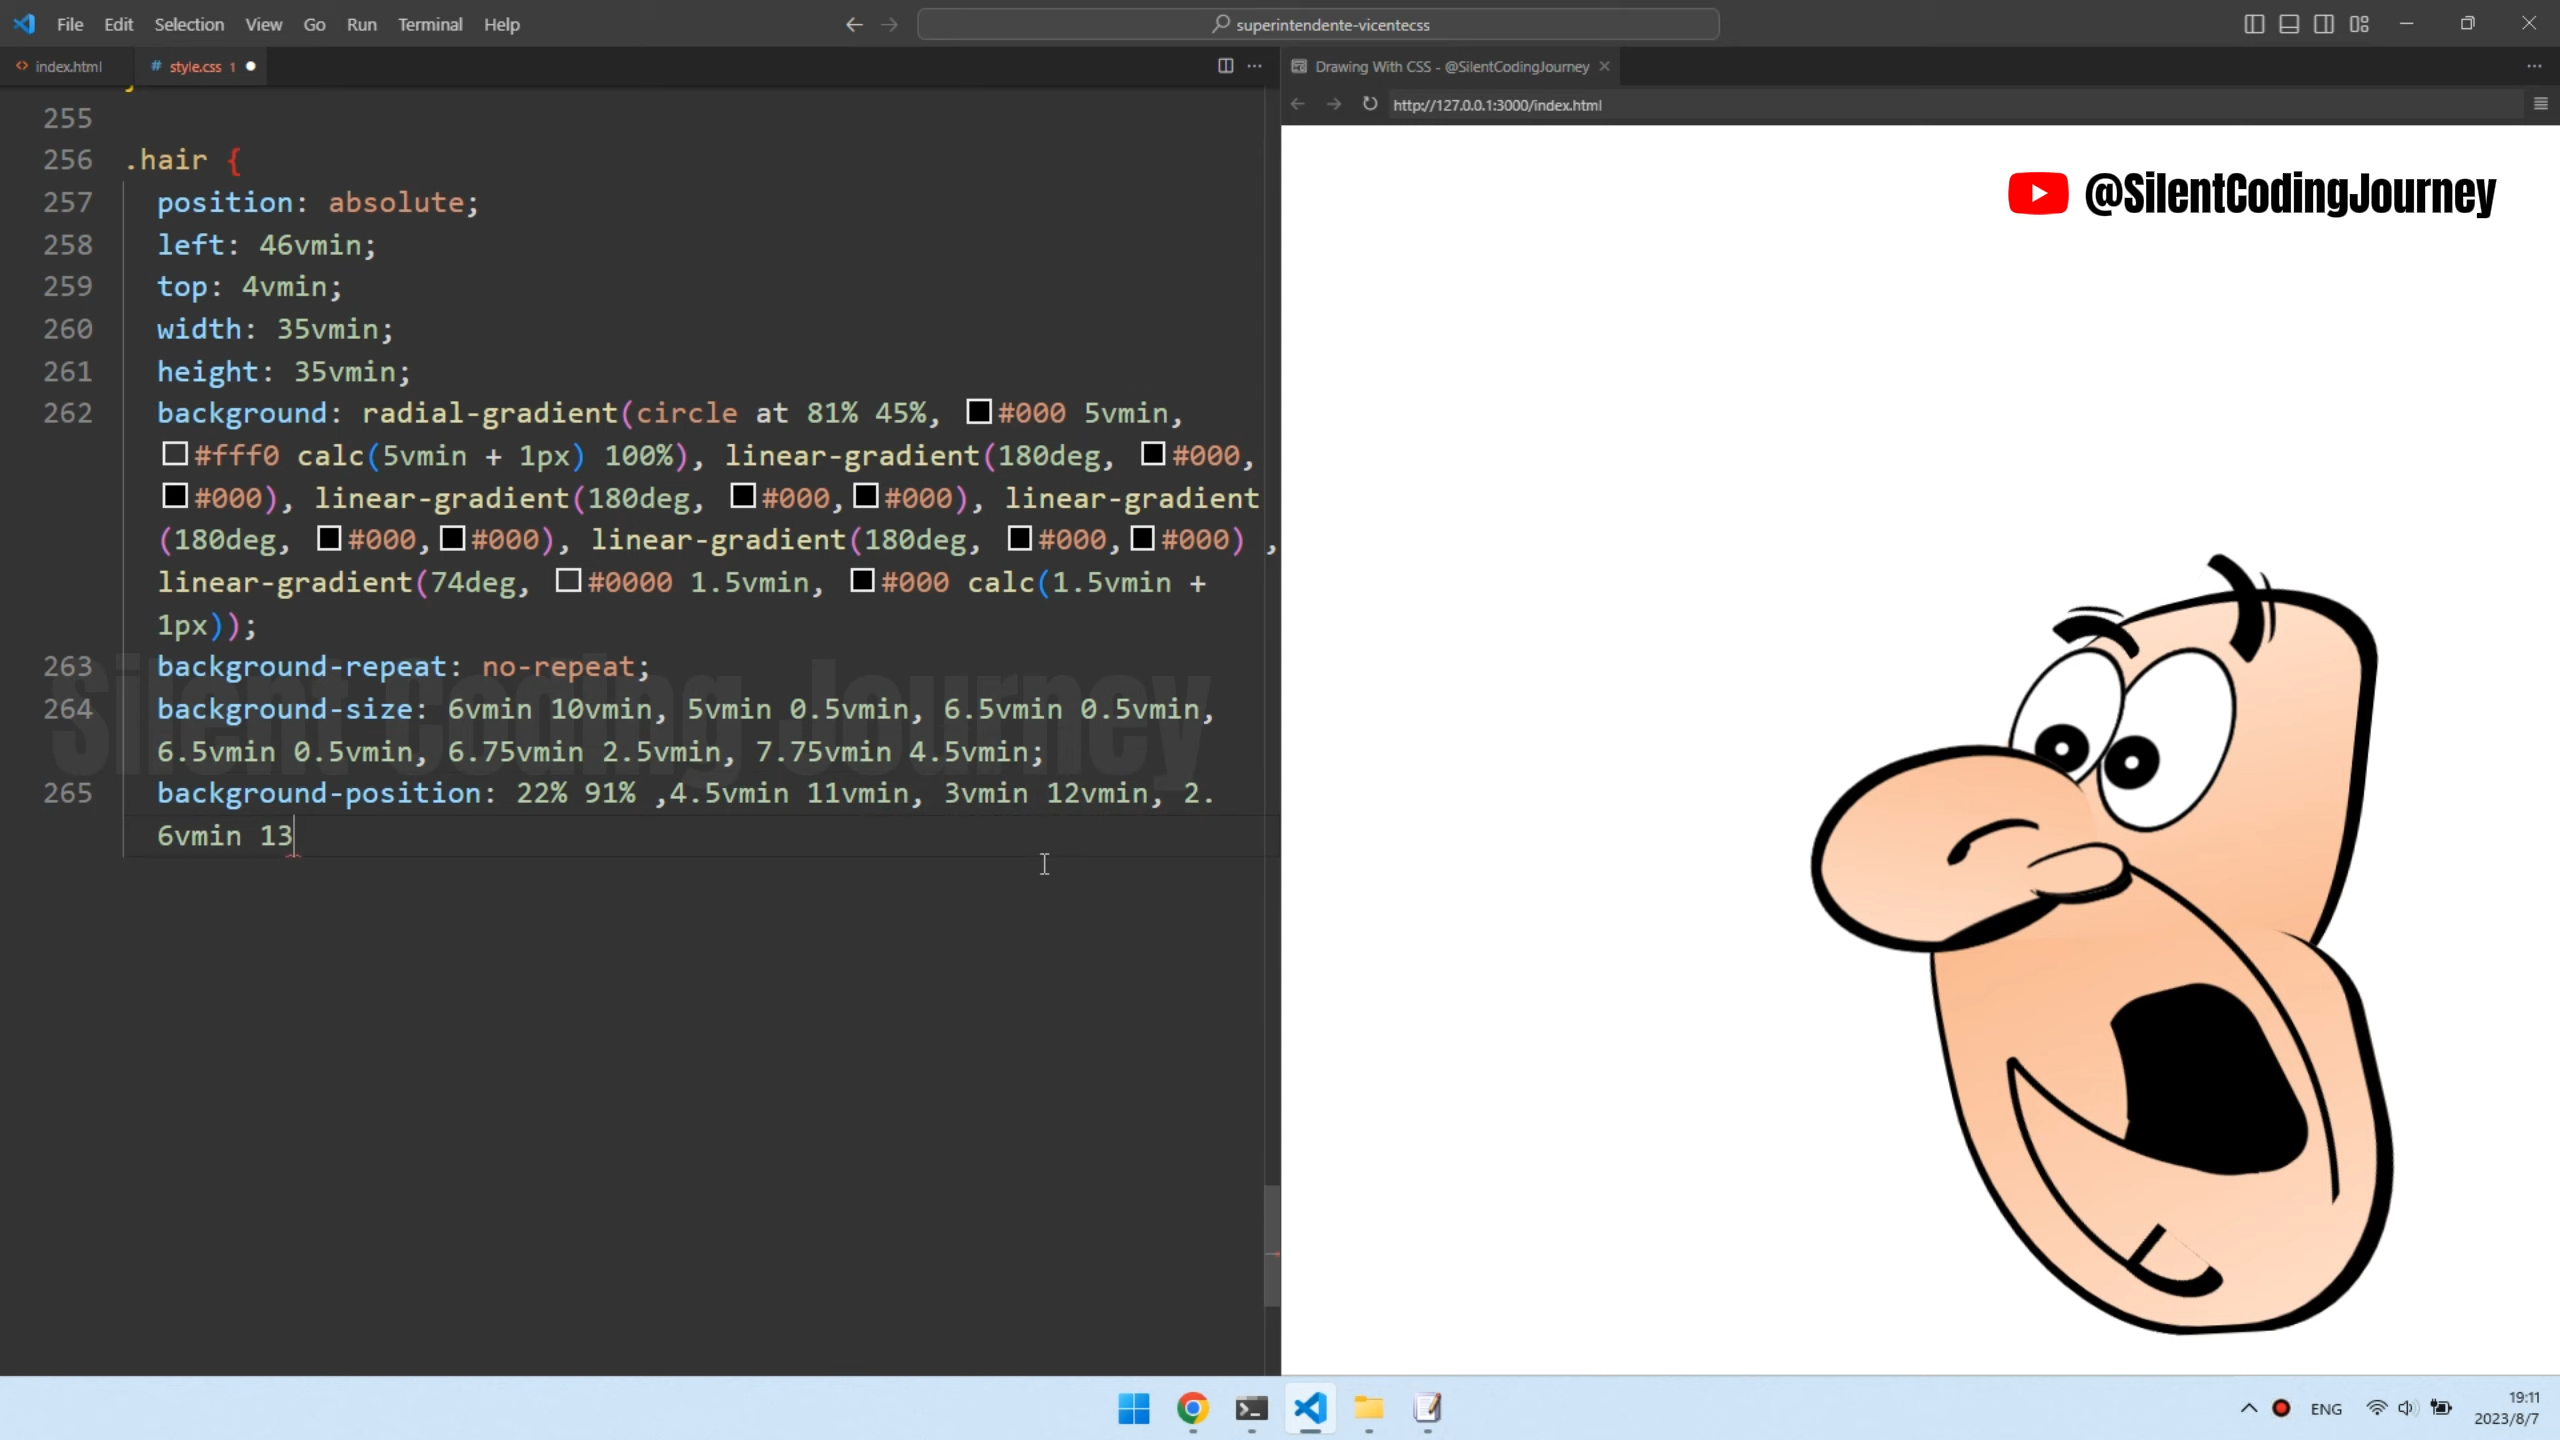 File Edit Selection View Go Run Terminal Help
superintendente-vicentecss
index.html
# style.css 1
Drawing With CSS - @SilentCodingJourney
http://127.0.0.1:3000/index.html
@SilentCodingJourney
255
256 .hair {
257 position: absolute;
258 left: 46vmin;
259 top: 4vmin;
260 width: 35vmin;
261 height: 35vmin;
262 background: radial-gradient(circle at 81% 45%, #000 5vmin,
#fff0 calc(5vmin + 1px) 100%), linear-gradient(180deg, #000,
#000), linear-gradient(180deg, #000,#000), linear-gradient
(180deg, #000,#000), linear-gradient(180deg, #000,#000) ,
linear-gradient(74deg, #0000 1.5vmin, #000 calc(1.5vmin +
1px));
263 background-repeat: no-repeat;
264 background-size: 6vmin 10vmin, 5vmin 0.5vmin, 6.5vmin 0.5vmin,
6.5vmin 0.5vmin, 6.75vmin 2.5vmin, 7.75vmin 4.5vmin;
265 background-position: 22% 91% ,4.5vmin 11vmin, 3vmin 12vmin, 2.
6vmin 13
Silent Coding Journey
ENG
19:11
2023/8/7